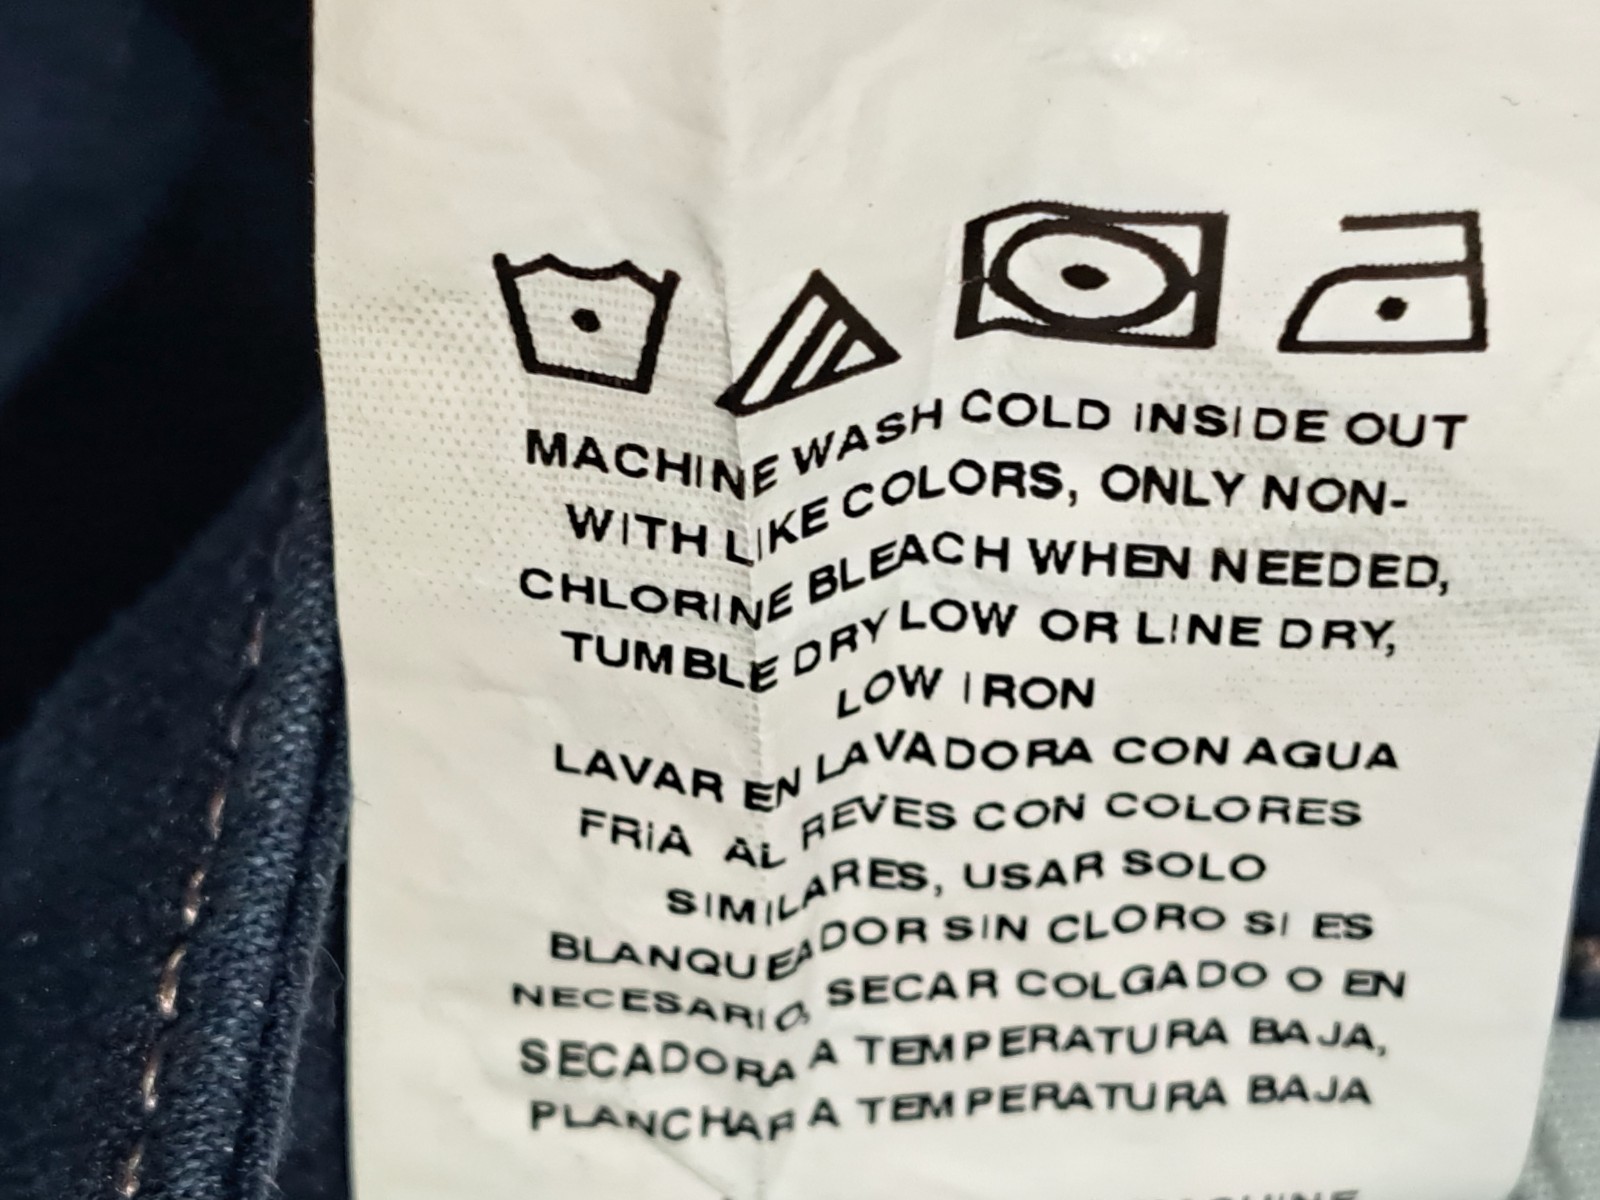 MACHINE WASH COLD INSIDE OUT
WITH LIKE COLORS, ONLY NON-
CHLORINE BLEACH WHEN NEEDED,
TUMBLE DRY LOW OR LINE DRY,
LOW IRON
LAVAR EN LAVADORA CON AGUA
FRIA AL REVES CON COLORES
SIMILARES, USAR SOLO
BLANQUEADOR SIN CLORO SI ES
NECESARIO, SECAR COLGADO O EN
SECADORA A TEMPERATURA BAJA,
PLANCHAR A TEMPERATURA BAJA